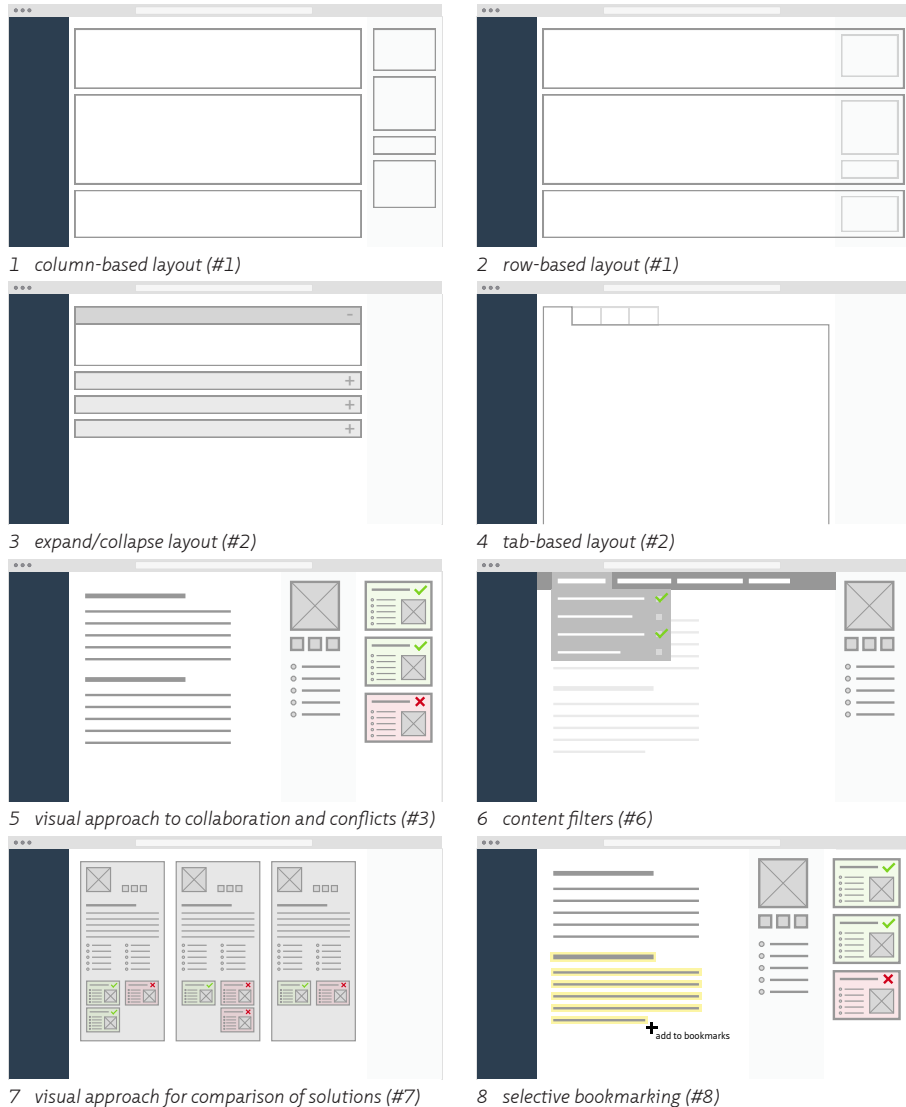 1 column-based layout (#1)
2 row-based layout (#1)
3 expand/collapse layout (#2)
4 tab-based layout (#2)
5 visual approach to collaboration and conflicts (#3)
6 content filters (#6)
add to bookmarks
7 visual approach for comparison of solutions (#7)
8 selective bookmarking (#8)